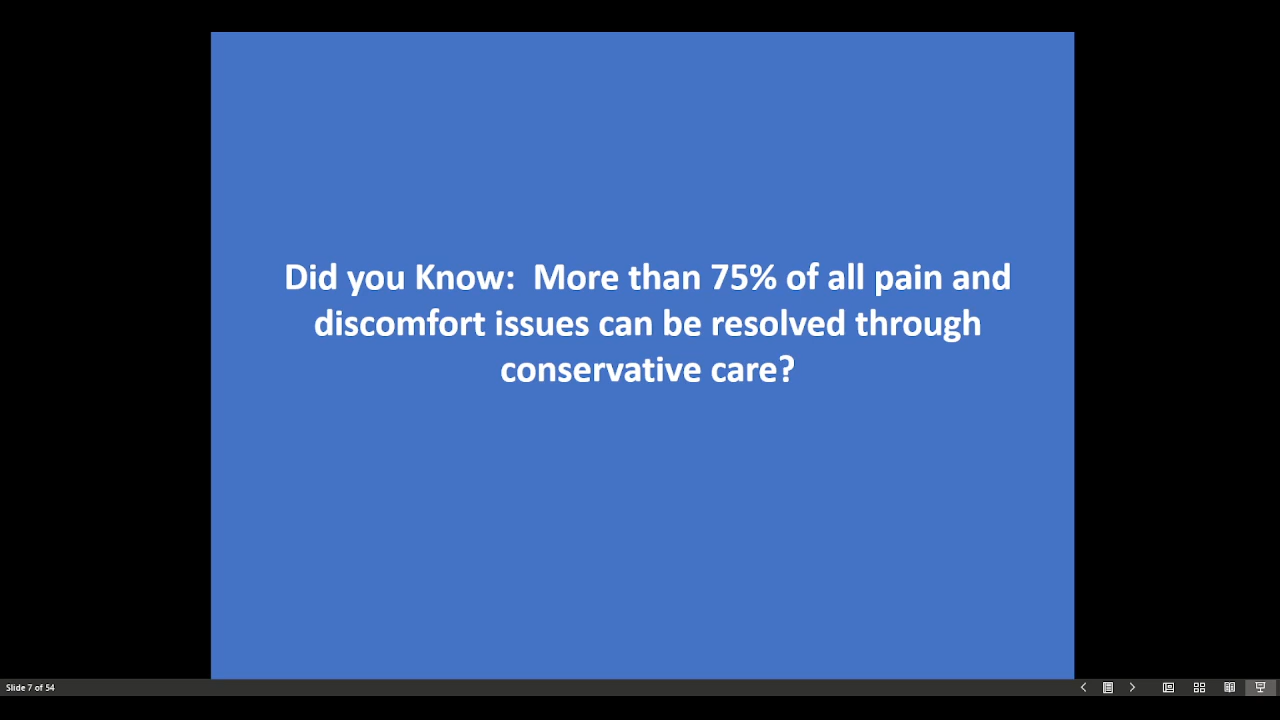 Did you Know:  More than 75% of all pain and
discomfort issues can be resolved through
conservative care?
Slide 7 of 54